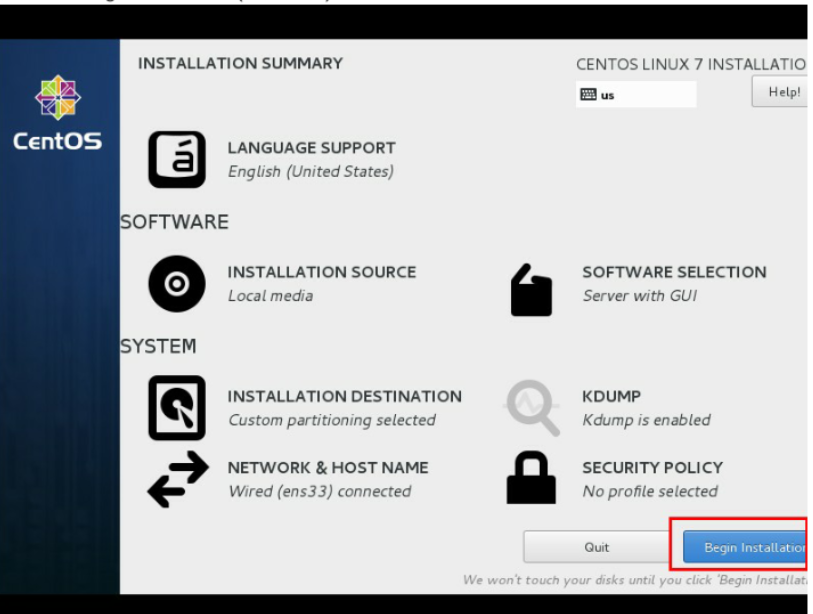 INSTALLATION SUMMARY
CENTOS LINUX 7 INSTALLATIO
us
Help!
CentOS
á
LANGUAGE SUPPORT
English (United States)
SOFTWARE
INSTALLATION SOURCE
Local media
SOFTWARE SELECTION
Server with GUI
SYSTEM
INSTALLATION DESTINATION
Custom partitioning selected
KDUMP
Kdump is enabled
NETWORK & HOST NAME
Wired (ens33) connected
SECURITY POLICY
No profile selected
Quit
Begin Installation
We won't touch your disks until you click 'Begin Installat